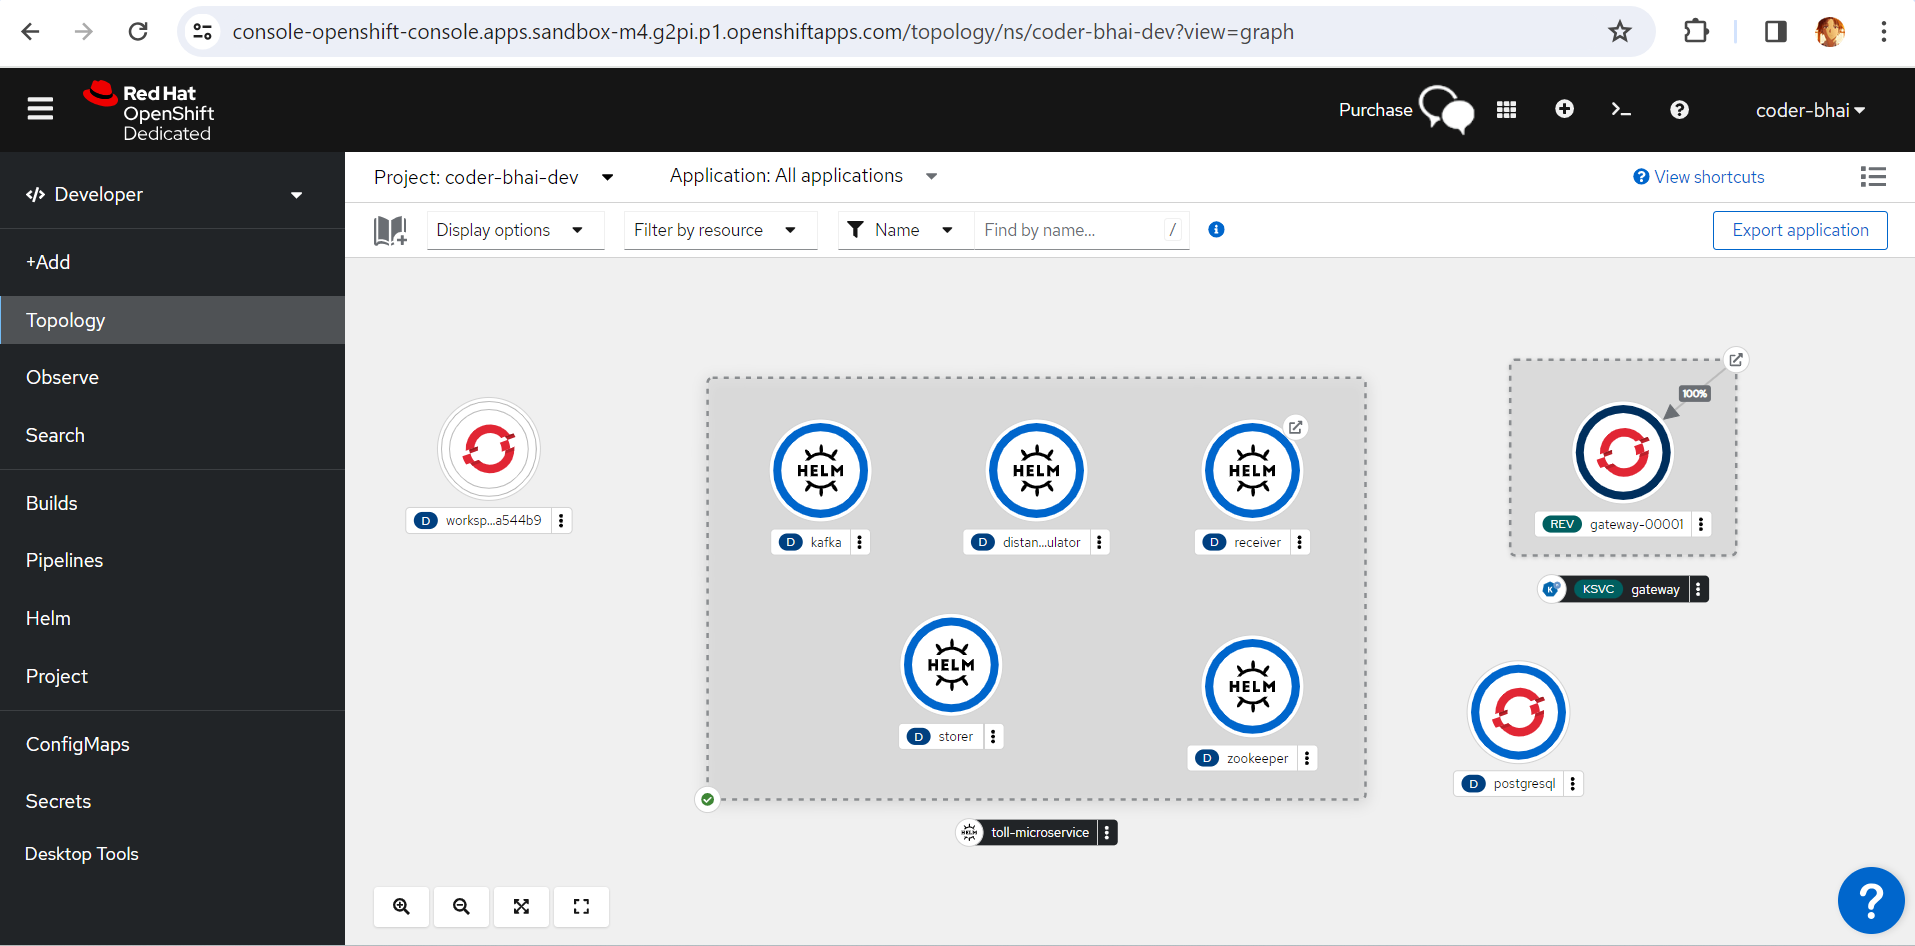 console-openshift-console.apps.sandbox-m4.g2pi.p1.openshiftapps.com/topology/ns/coder-bhai-dev?view=graph
Red Hat
OpenShift
Dedicated
Purchase
coder-bhai
Developer
+Add
Topology
Observe
Search
Builds
Pipelines
Helm
Project
ConfigMaps
Secrets
Desktop Tools
Project: coder-bhai-dev
Application: All applications
View shortcuts
Display options
Filter by resource
Name
Find by name...
/
Export application
D worksp...a544b9
HELM
D kafka
HELM
D distan...ulator
HELM
D receiver
HELM
D storer
HELM
D zookeeper
HELM toll-microservice
100%
REV gateway-00001
K KSVC gateway
D postgresql